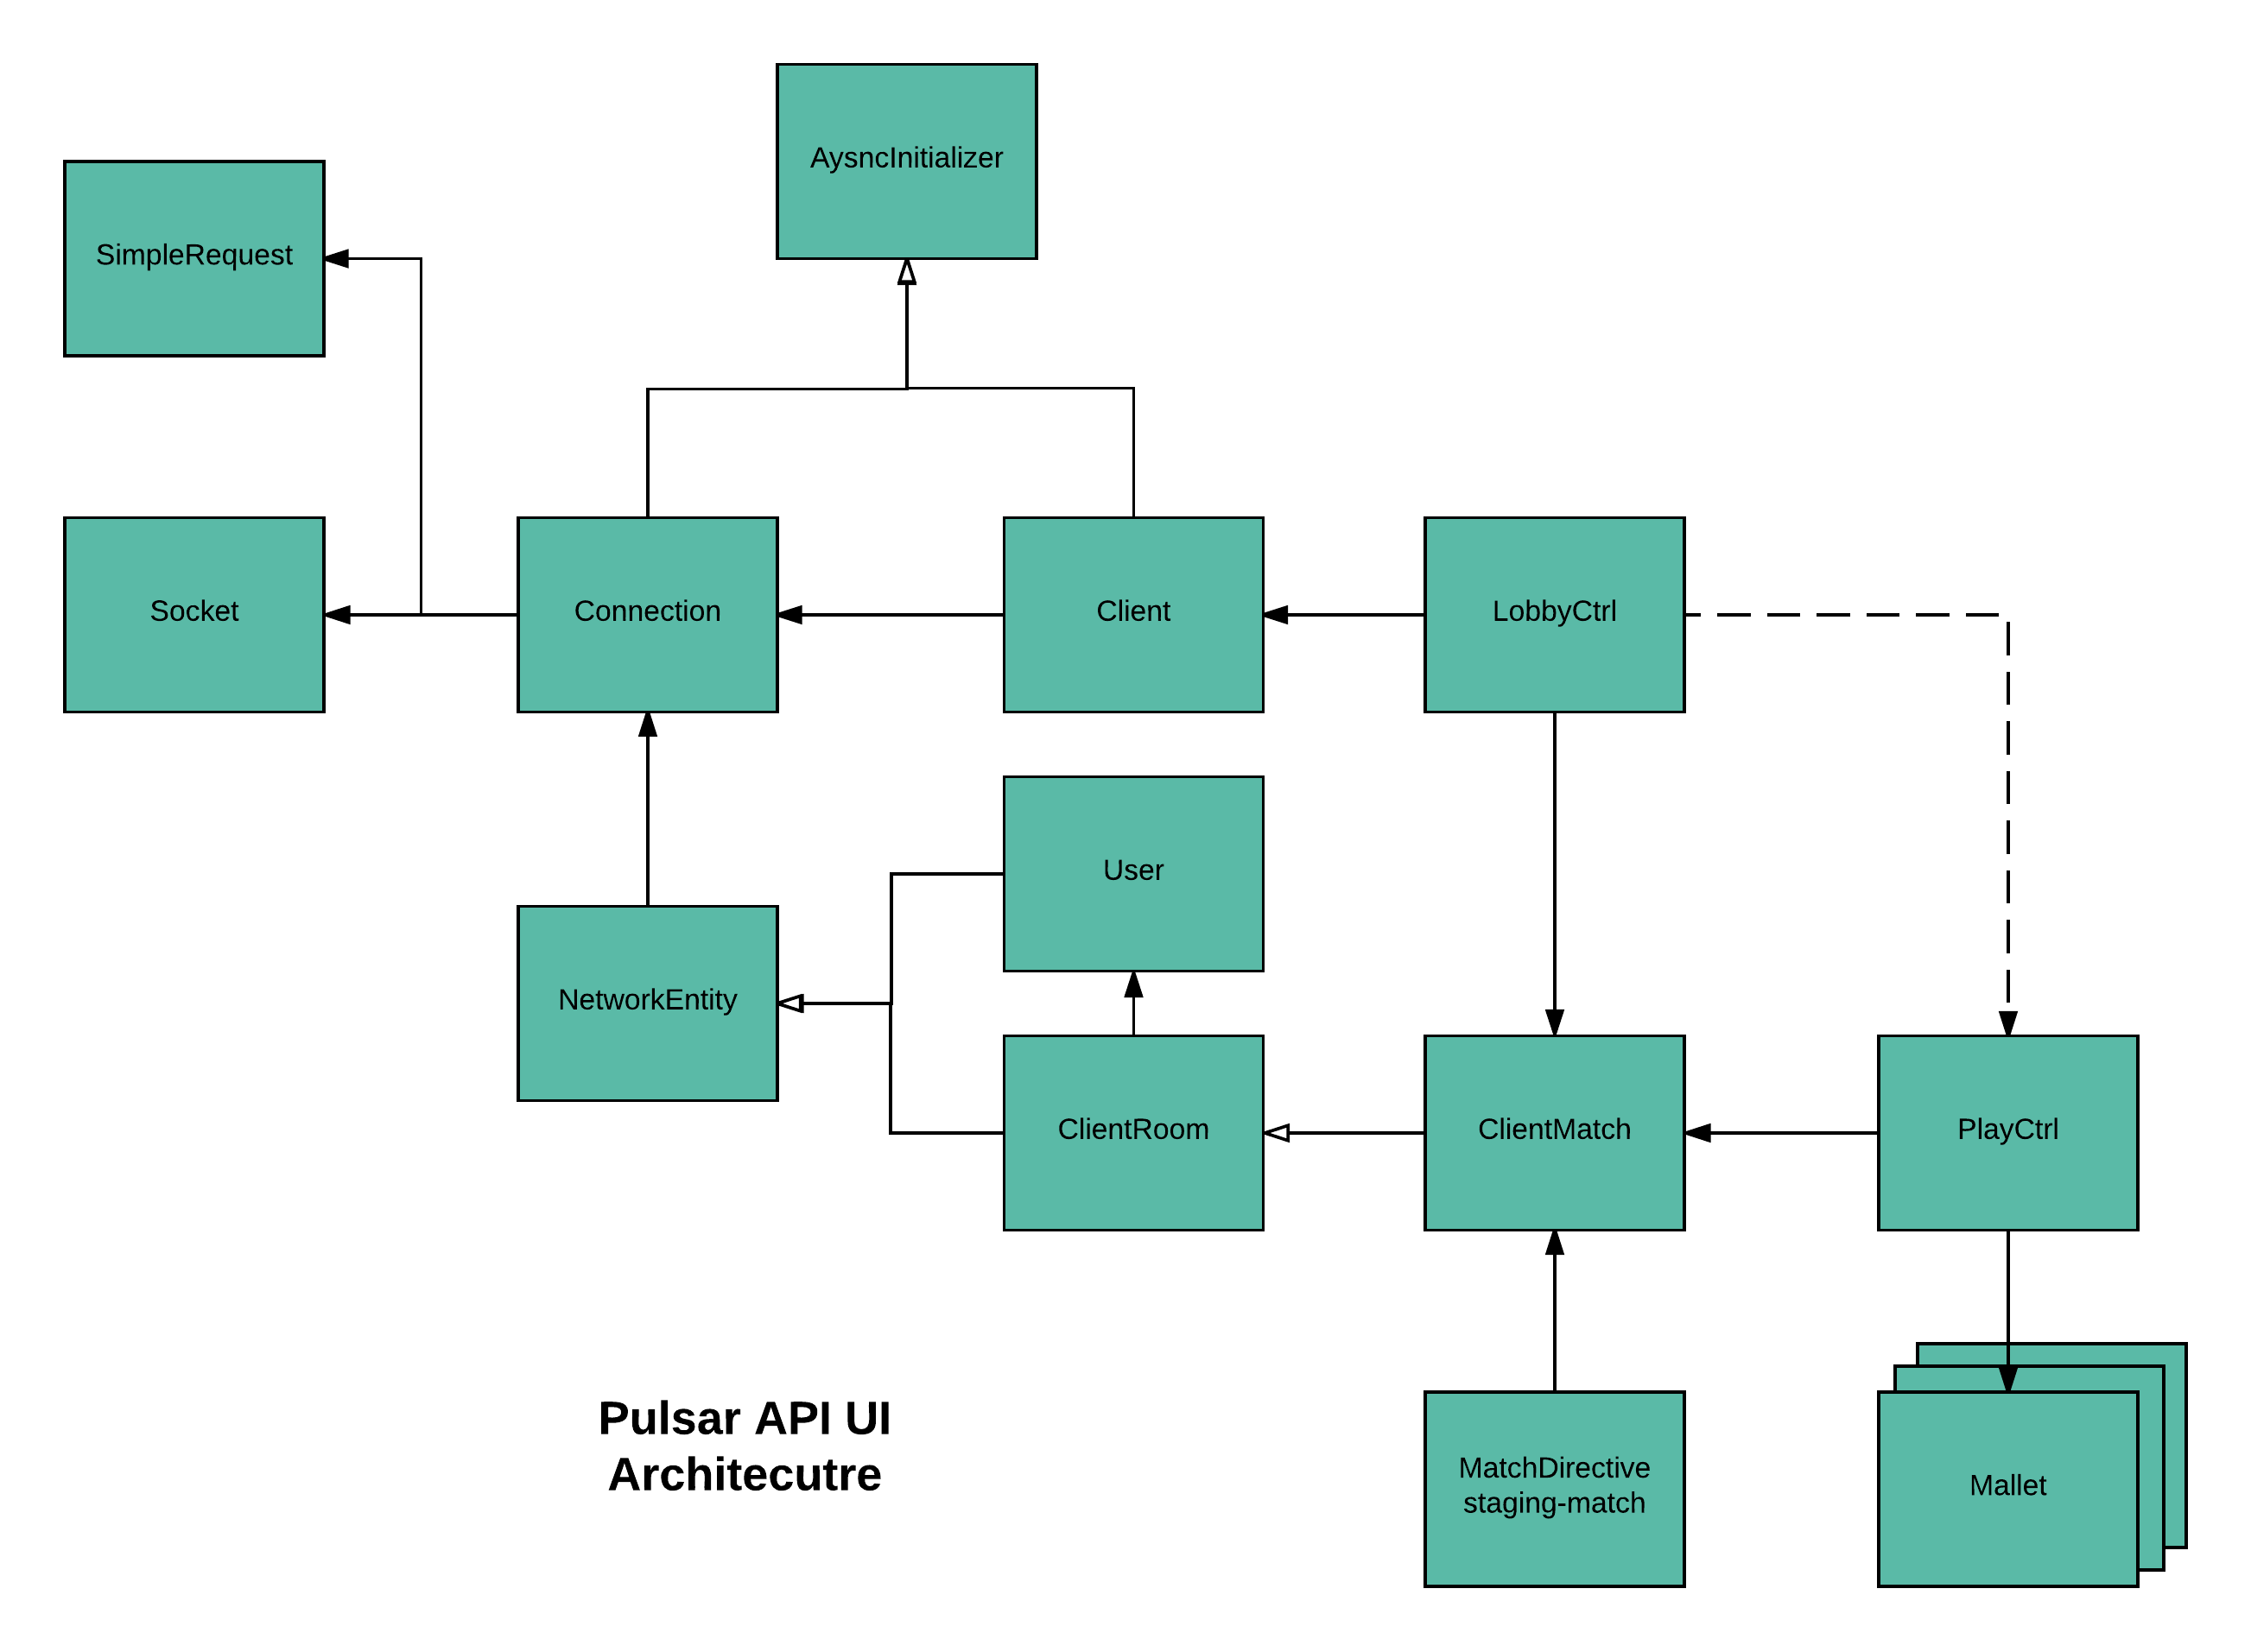 AysncInitializer
SimpleRequest
Socket
Connection
Client
LobbyCtrl
User
NetworkEntity
ClientRoom
ClientMatch
PlayCtrl
Pulsar API UI
Architecutre
MatchDirective
staging-match
Mallet